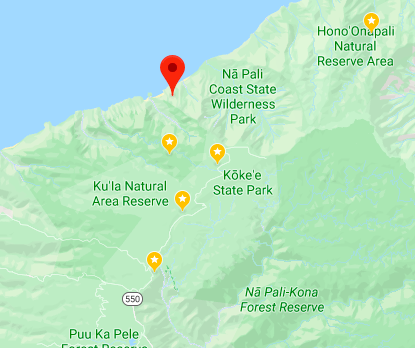 Hono'Onāpali
Natural
Reserve Area
Nā Pali
Coast State
Wilderness
Park
Kōke'e
State Park
Ku'la Natural
Area Reserve
550
Nā Pali-Kona
Forest Reserve
Puu Ka Pele
Forest Reserve